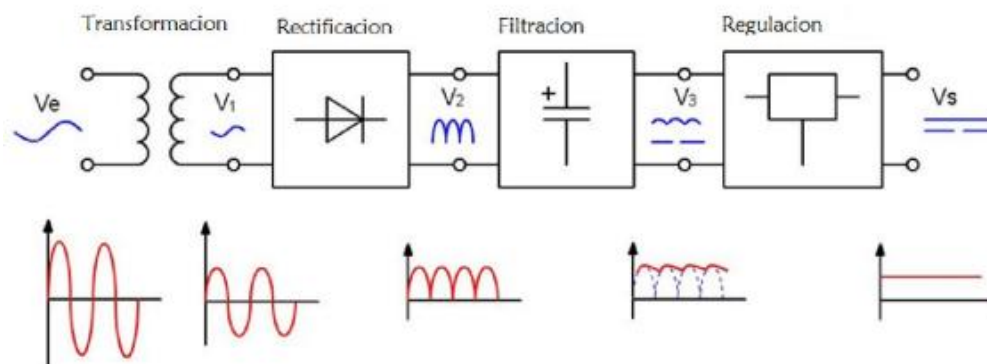 Transformacion
Rectificacion
Filtracion
Regulacion
Ve
V1
V2
+
V3
Vs